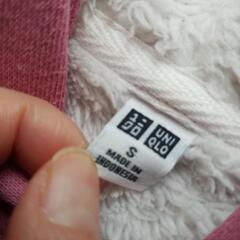 ユニ UNI
クロ QLO
S
MADE IN
INDONESIA